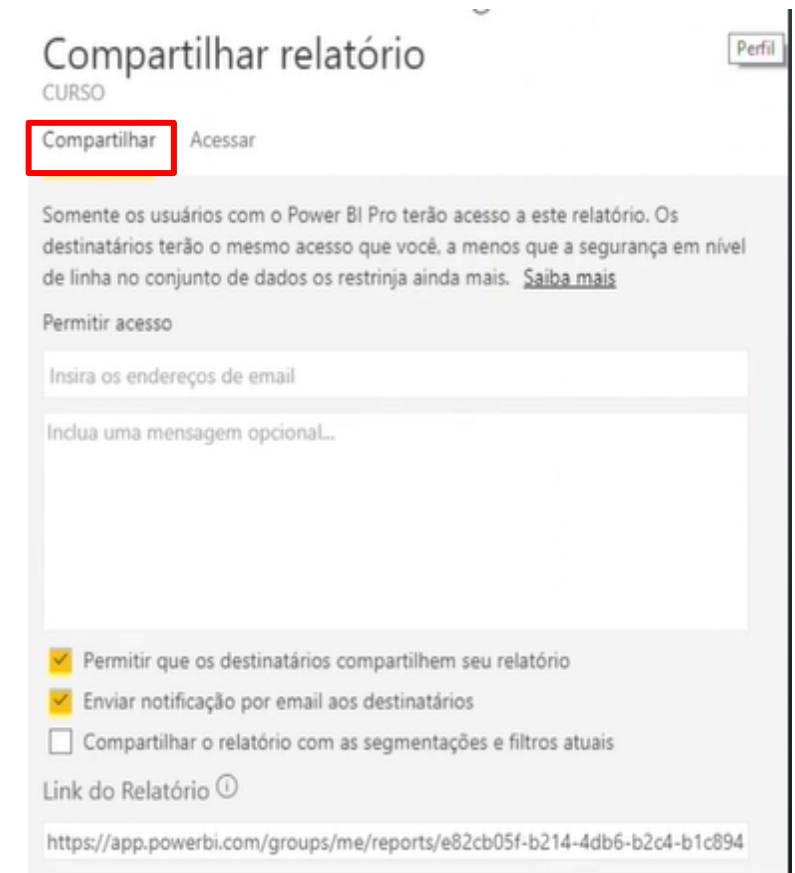 Compartilhar relatório
Perfil
CURSO
Compartilhar Acessar
Somente os usuários com o Power BI Pro terão acesso a este relatório. Os
destinatários terão o mesmo acesso que você, a menos que a segurança em nível
de linha no conjunto de dados os restrinja ainda mais. Saiba mais
Permitir acesso
Insira os endereços de email
Inclua uma mensagem opcional...
Permitir que os destinatários compartilhem seu relatório
Enviar notificação por email aos destinatários
Compartilhar o relatório com as segmentações e filtros atuais
Link do Relatório
https://app.powerbi.com/groups/me/reports/e82cb05f-b214-4db6-b2c4-b1c894